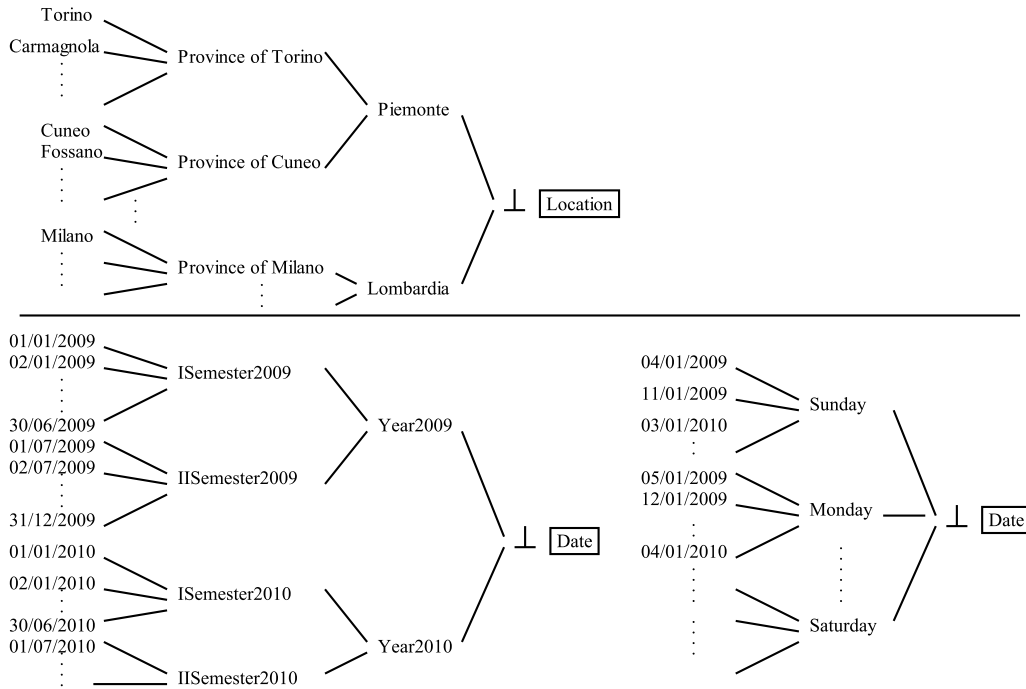 Torino
Carmagnola
Province of Torino
Piemonte
Cuneo
Fossano
Province of Cuneo
⊥ Location
Milano
Province of Milano
Lombardia
01/01/2009
02/01/2009
ISemester2009
30/06/2009
Year2009
01/07/2009
02/07/2009
IISemester2009
31/12/2009
⊥ Date
01/01/2010
02/01/2010
ISemester2010
30/06/2010
01/07/2010
Year2010
IISemester2010
04/01/2009
11/01/2009
Sunday
03/01/2010
05/01/2009
12/01/2009
Monday
⊥ Date
04/01/2010
Saturday